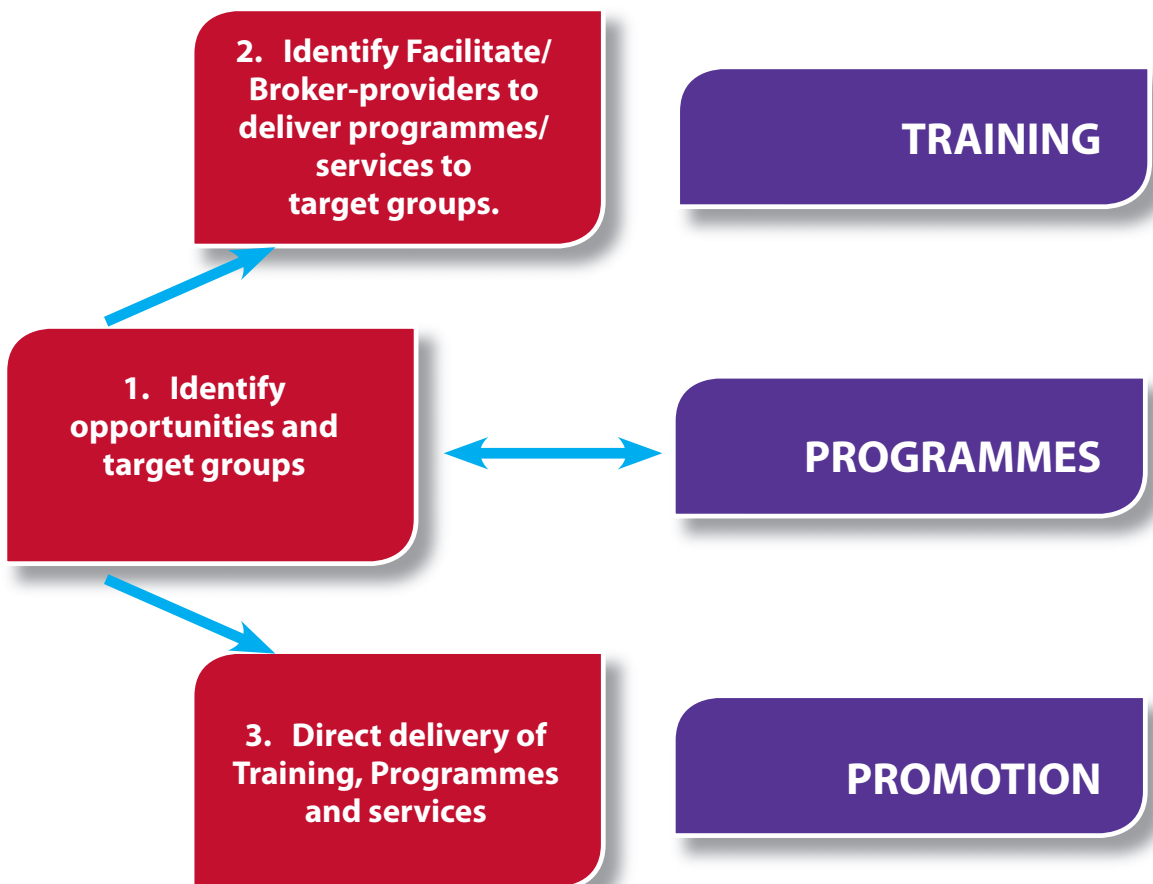 2. Identify Facilitate/
Broker-providers to
deliver programmes/
services to
target groups.
TRAINING
1. Identify
opportunities and
target groups
PROGRAMMES
3. Direct delivery of
Training, Programmes
and services
PROMOTION